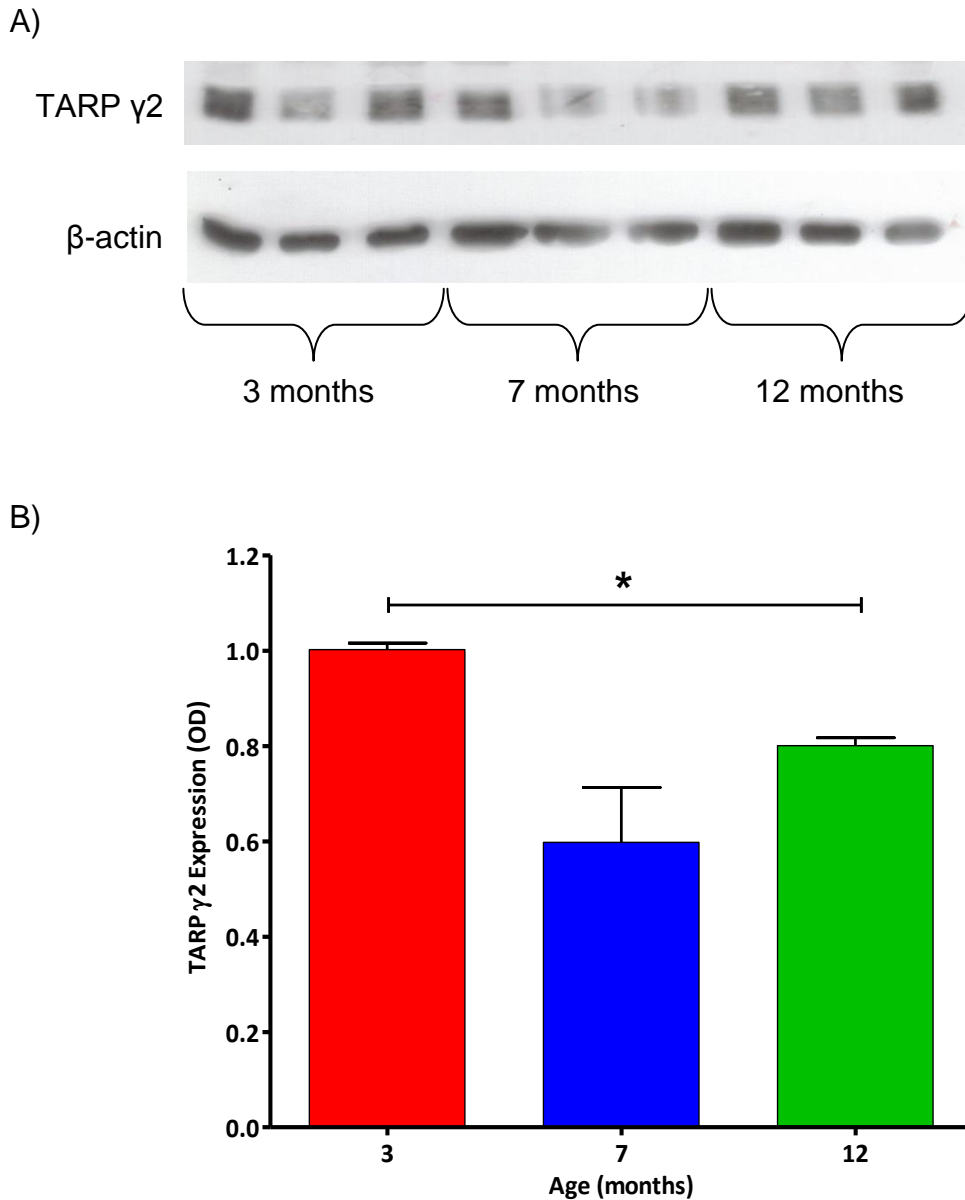 A)
TARP γ2
β-actin
3 months 7 months 12 months
B)
1.2
1.0
0.8
0.6
0.4
0.2
0.0
TARP γ2 Expression (OD)
*
3 7 12
Age (months)